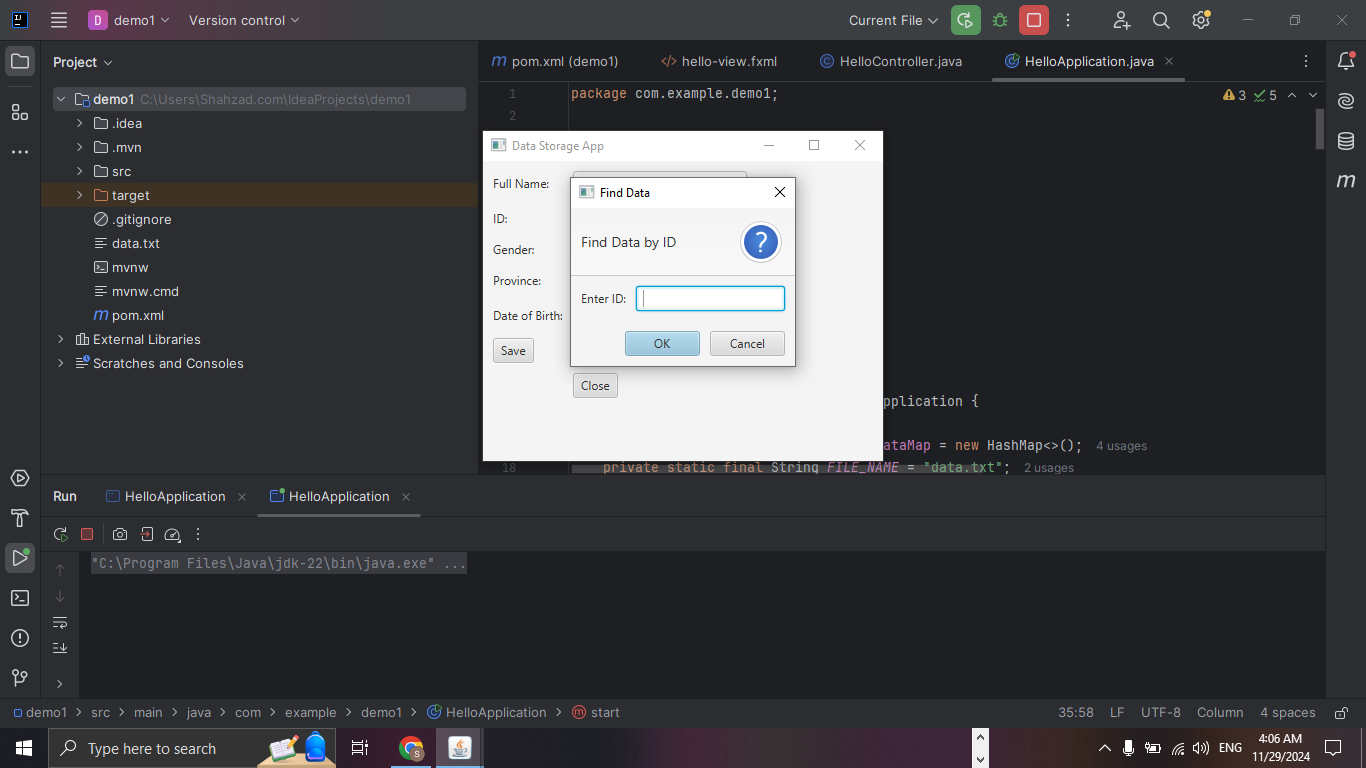 D demo1 Version control Current File
Project
pom.xml (demo1) hello-view.fxml HelloController.java HelloApplication.java
demo1 C:\Users\Shahzad.com\IdeaProjects\demo1
.idea
.mvn
src
target
.gitignore
data.txt
mvnw
mvnw.cmd
pom.xml
External Libraries
Scratches and Consoles
1 package com.example.demo1;
2
3 5
Data Storage App
Full Name:
ID:
Gender:
Province:
Date of Birth:
Save
Close
Find Data
Find Data by ID
?
Enter ID:
OK Cancel
pplication {
ataMap = new HashMap<>(); 4 usages
18 private static final String FILE_NAME = "data.txt"; 2 usages
Run HelloApplication HelloApplication
"C:\Program Files\Java\jdk-22\bin\java.exe" ...
demo1 > src > main > java > com > example > demo1 > HelloApplication > start
35:58 LF UTF-8 Column 4 spaces
Type here to search
ENG
4:06 AM
11/29/2024